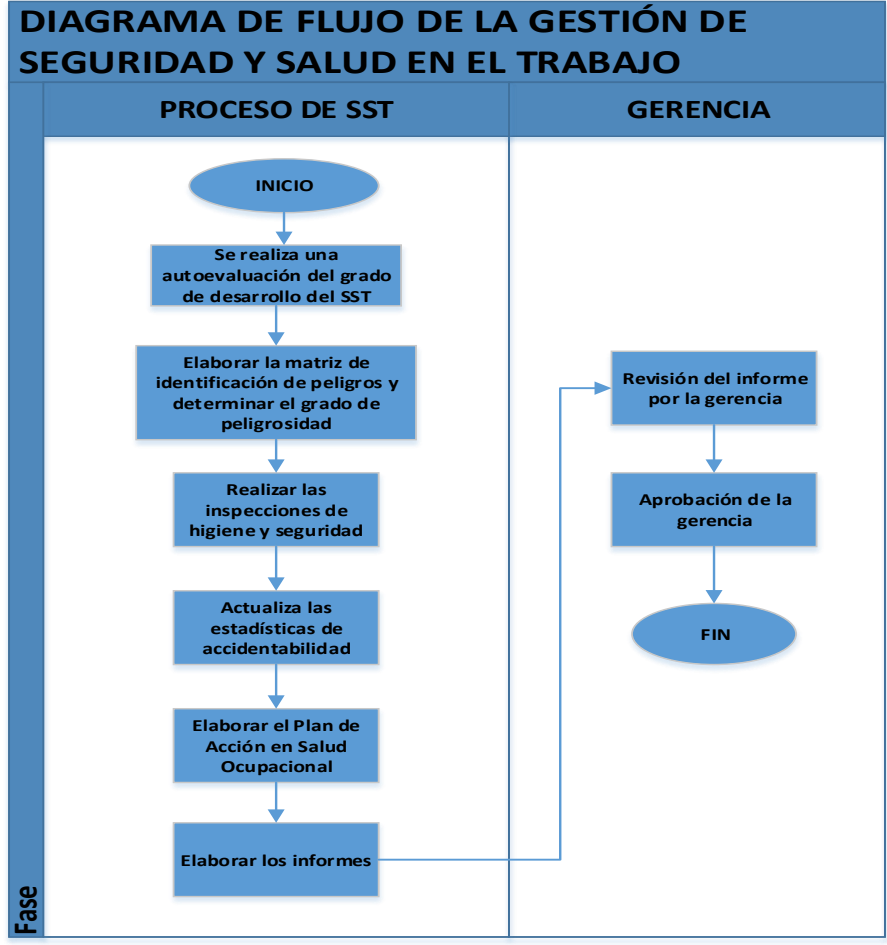 DIAGRAMA DE FLUJO DE LA GESTIÓN DE
SEGURIDAD Y SALUD EN EL TRABAJO
PROCESO DE SST
GERENCIA
INICIO
Se realiza una
autoevaluación del grado
de desarrollo del SST
Elaborar la matriz de
identificación de peligros y
determinar el grado de
peligrosidad
Realizar las
inspecciones de
higiene y seguridad
Actualiza las
estadísticas de
accidentabilidad
Elaborar el Plan de
Acción en Salud
Ocupacional
Elaborar los informes
Revisión del informe
por la gerencia
Aprobación de la
gerencia
FIN
Fase